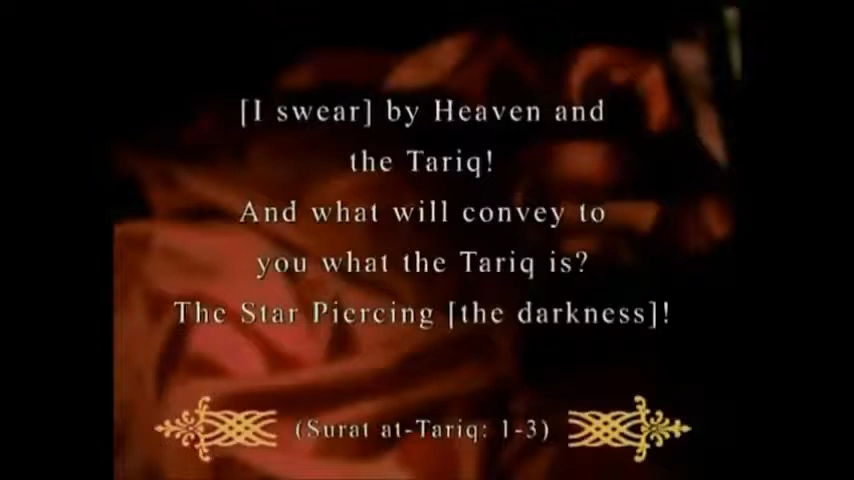 [I swear] by Heaven and
the Tariq!
And what will convey to
you what the Tariq is?
The Star Piercing [the darkness]!
(Surat at-Tariq: 1-3)